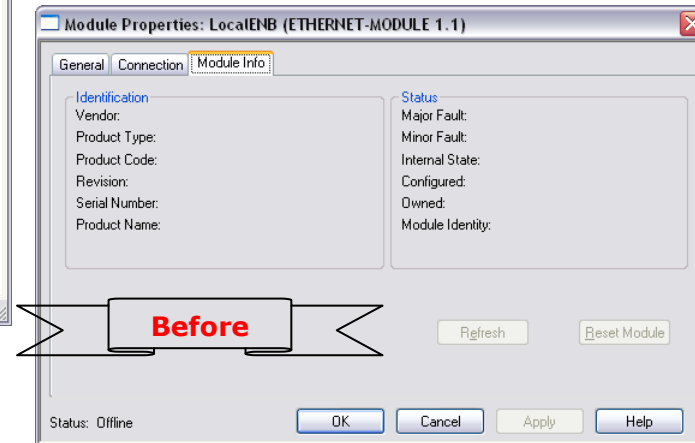 Module Properties: LocalENB (ETHERNET-MODULE 1.1)
General Connection Module Info
Identification
Vendor:
Product Type:
Product Code:
Revision:
Serial Number:
Product Name:
Status
Major Fault:
Minor Fault:
Internal State:
Configured:
Owned:
Module Identity:
Before
Refresh Reset Module
Status: Offline OK Cancel Apply Help